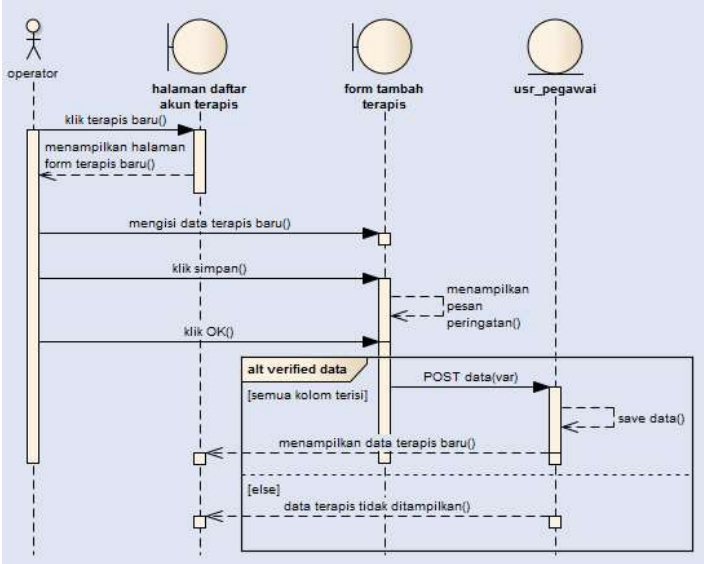 operator
halaman daftar
akun terapis
form tambah
terapis
usr_pegawai
klik terapis baru()
menampilkan halaman
form terapis baru()
mengisi data terapis baru()
klik simpan()
menampilkan
pesan
peringatan()
klik OK()
alt verified data
POST data(var)
[semua kolom terisi]
save data()
menampilkan data terapis baru()
[else]
data terapis tidak ditampilkan()